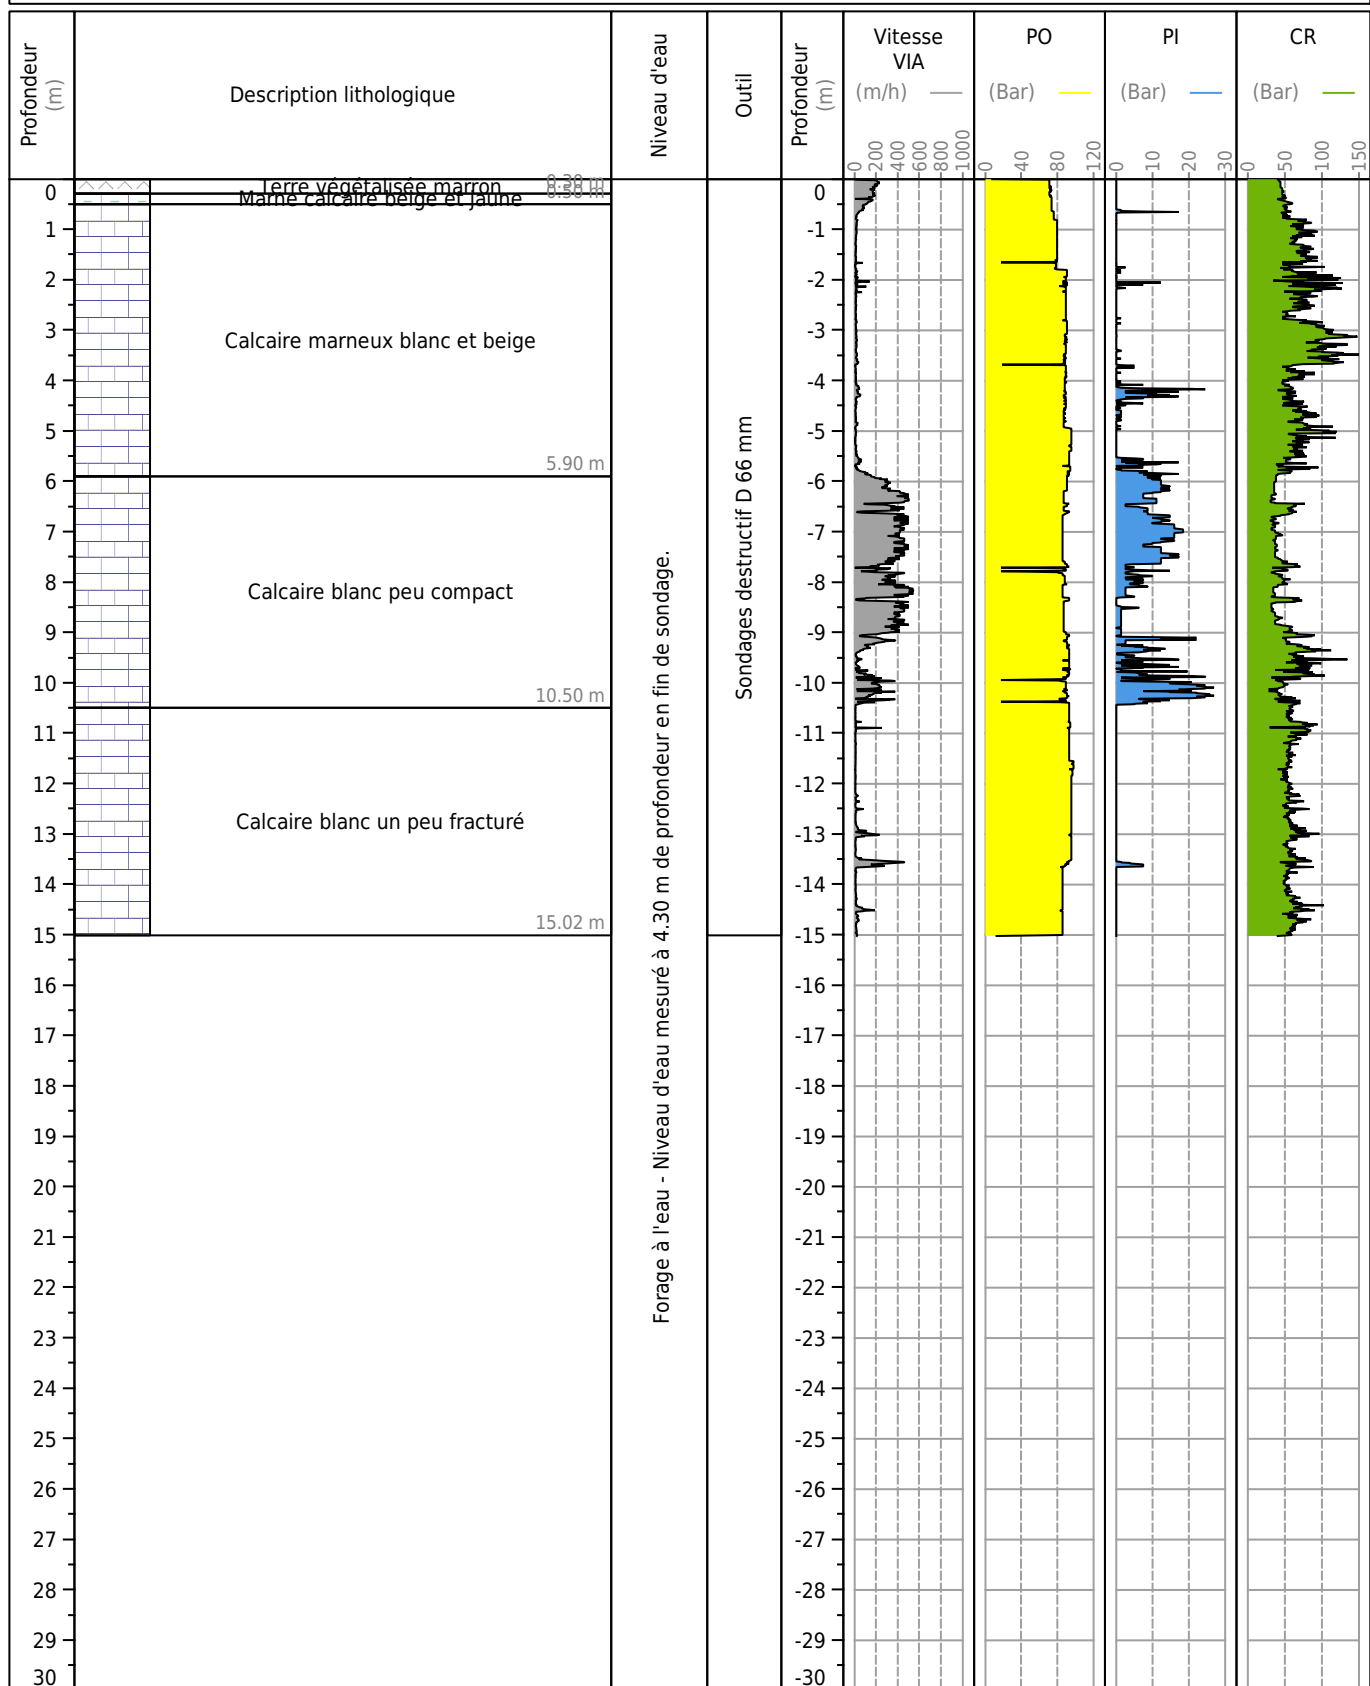 Profondeur
(m)
Description lithologique
Niveau d'eau
Outil
Profondeur
(m)
Vitesse
VIA
(m/h)
PO
(Bar)
PI
(Bar)
CR
(Bar)
0 200 400 600 800 1000
0 40 80 120
0 10 20 30
0 50 100 150
Terre végétalisée marron
Marne calcaire beige et jaune
0.50 m
Calcaire marneux blanc et beige
5.90 m
Calcaire blanc peu compact
10.50 m
Calcaire blanc un peu fracturé
15.02 m
Forage à l'eau - Niveau d'eau mesuré à 4.30 m de profondeur en fin de sondage.
Sondages destructif D 66 mm
0 0
1 -1
2 -2
3 -3
4 -4
5 -5
6 -6
7 -7
8 -8
9 -9
10 -10
11 -11
12 -12
13 -13
14 -14
15 -15
16 -16
17 -17
18 -18
19 -19
20 -20
21 -21
22 -22
23 -23
24 -24
25 -25
26 -26
27 -27
28 -28
29 -29
30 -30